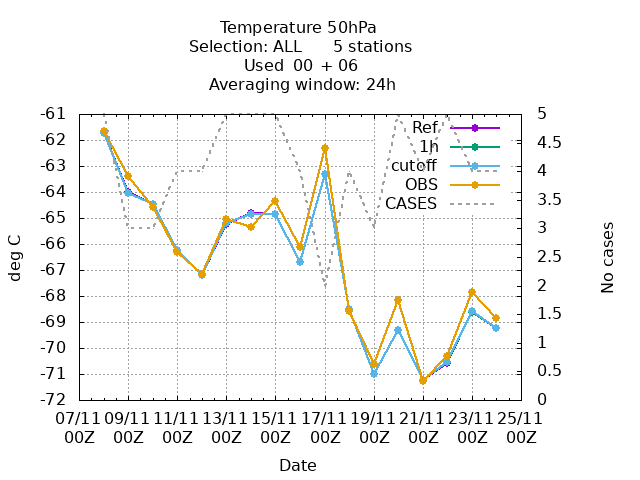 Temperature 50hPa
Selection: ALL 5 stations
Used 00 + 06
Averaging window: 24h
Ref
1h
cutoff
OBS
CASES
deg C
-61
-62
-63
-64
-65
-66
-67
-68
-69
-70
-71
-72
5
4.5
4
3.5
3
2.5
2
1.5
1
0.5
0
No cases
07/11 09/11 11/11 13/11 15/11 17/11 19/11 21/11 23/11 25/11
00Z 00Z 00Z 00Z 00Z 00Z 00Z 00Z 00Z 00Z
Date